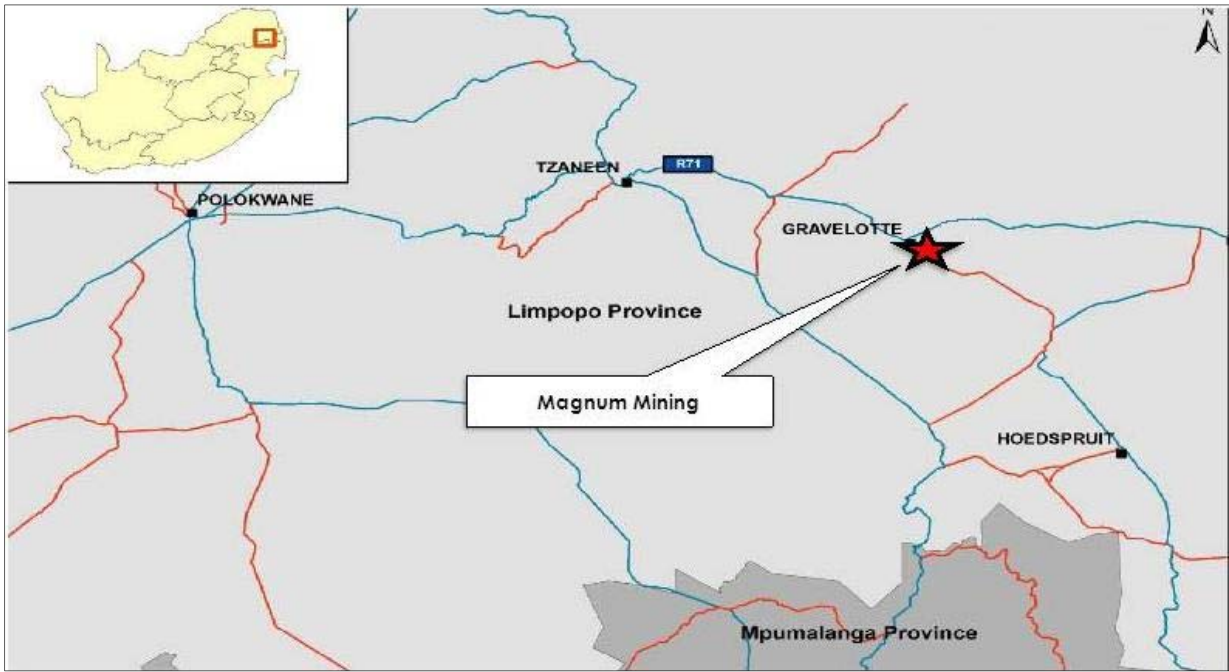 N
TZANEEN
R71
POLOKWANE
GRAVELOTTE
Limpopo Province
Magnum Mining
HOEDSPRUIT
Mpumalanga Province